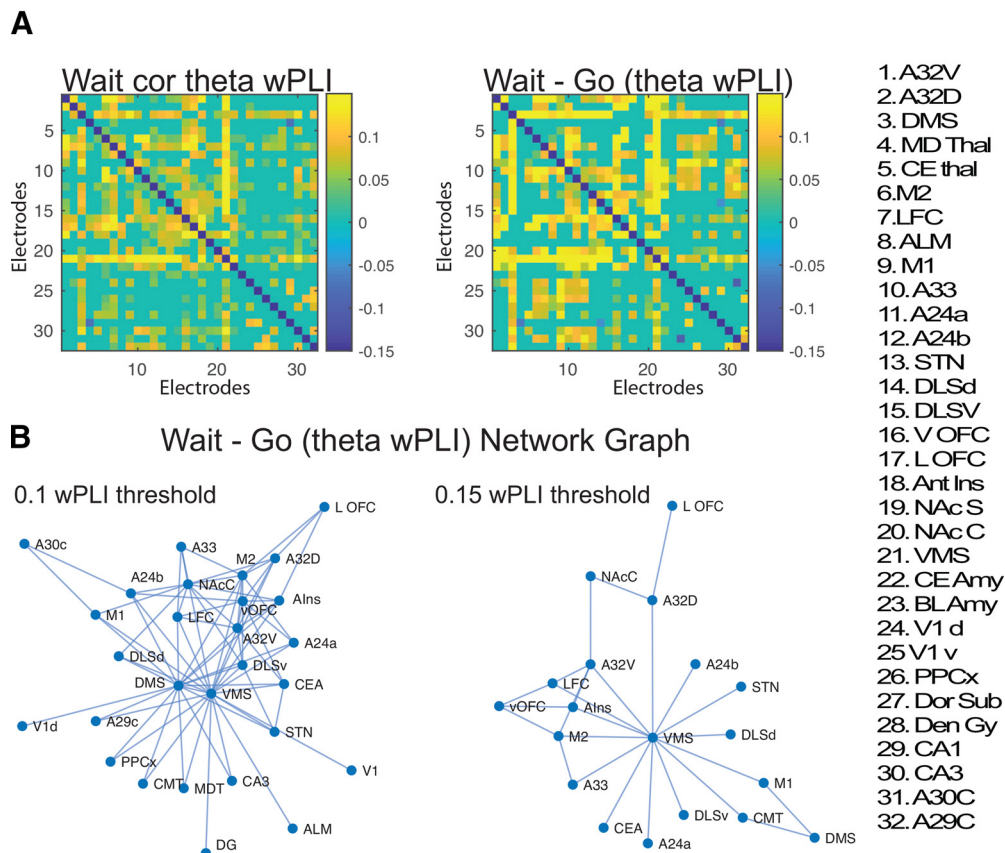 A
Wait cor theta wPLI
Wait - Go (theta wPLI)
5
10
15
20
25
30
Electrodes
10
20
30
Electrodes
0.1
0.05
0
-0.05
-0.1
-0.15
5
10
15
20
25
30
Electrodes
10
20
30
Electrodes
0.1
0.05
0
-0.05
-0.1
-0.15
1. A32V
2. A32D
3. DMS
4. MD Thal
5. CE thal
6.M2
7.LFC
8. ALM
9. M1
10. A33
11. A24a
12. A24b
13. STN
14. DLSd
15. DLSV
16. V OFC
17. L OFC
18. Ant Ins
19. NAc S
20. NAc C
21. VMS
22. CE Amy
23. BL Amy
24. V1 d
25 V1 v
26. PPCx
27. Dor Sub
28. Den Gy
29. CA1
30. CA3
31. A30C
32. A29C
B
Wait - Go (theta wPLI) Network Graph
0.1 wPLI threshold
L OFC
A30c
A33
M2
A32D
A24b
NAcC
AIns
vOFC
M1
LFC
A32V
A24a
DLSd
DLSv
DMS
VMS
CEA
V1d
A29c
STN
PPCx
CMT
MDT
CA3
V1
ALM
DG
0.15 wPLI threshold
L OFC
NAcC
A32D
A32V
A24b
LFC
STN
vOFC
AIns
M2
VMS
DLSd
A33
M1
DLSv
CMT
CEA
DMS
A24a